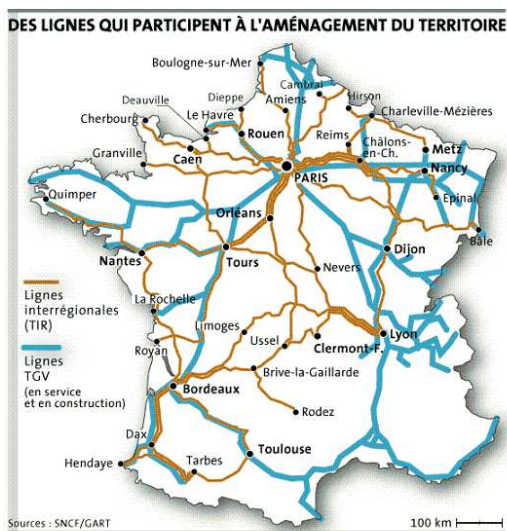 DES LIGNES QUI PARTICIPENT À L'AMÉNAGEMENT DU TERRITOIRE
Boulogne-sur-Mer
Cambrai
Hirson
Deauville
Dieppe
Amiens
Cherbourg
Le Havre
Charleville-Mézières
Rouen
Reims
Granville
Caen
Châlons-
en-Ch.
Metz
PARIS
Nancy
Quimper
Epinal
Orléans
Bâle
Nantes
Tours
Dijon
Nevers
Lignes
interrégionales
(TIR)
La Rochelle
Limoges
Lyon
Royan
Ussel
Clermont-F.
Lignes
TGV
(en service
et en construction)
Brive-la-Gaillarde
Bordeaux
Rodez
Dax
Toulouse
Hendaye
Tarbes
Sources : SNCF/GART
100 km